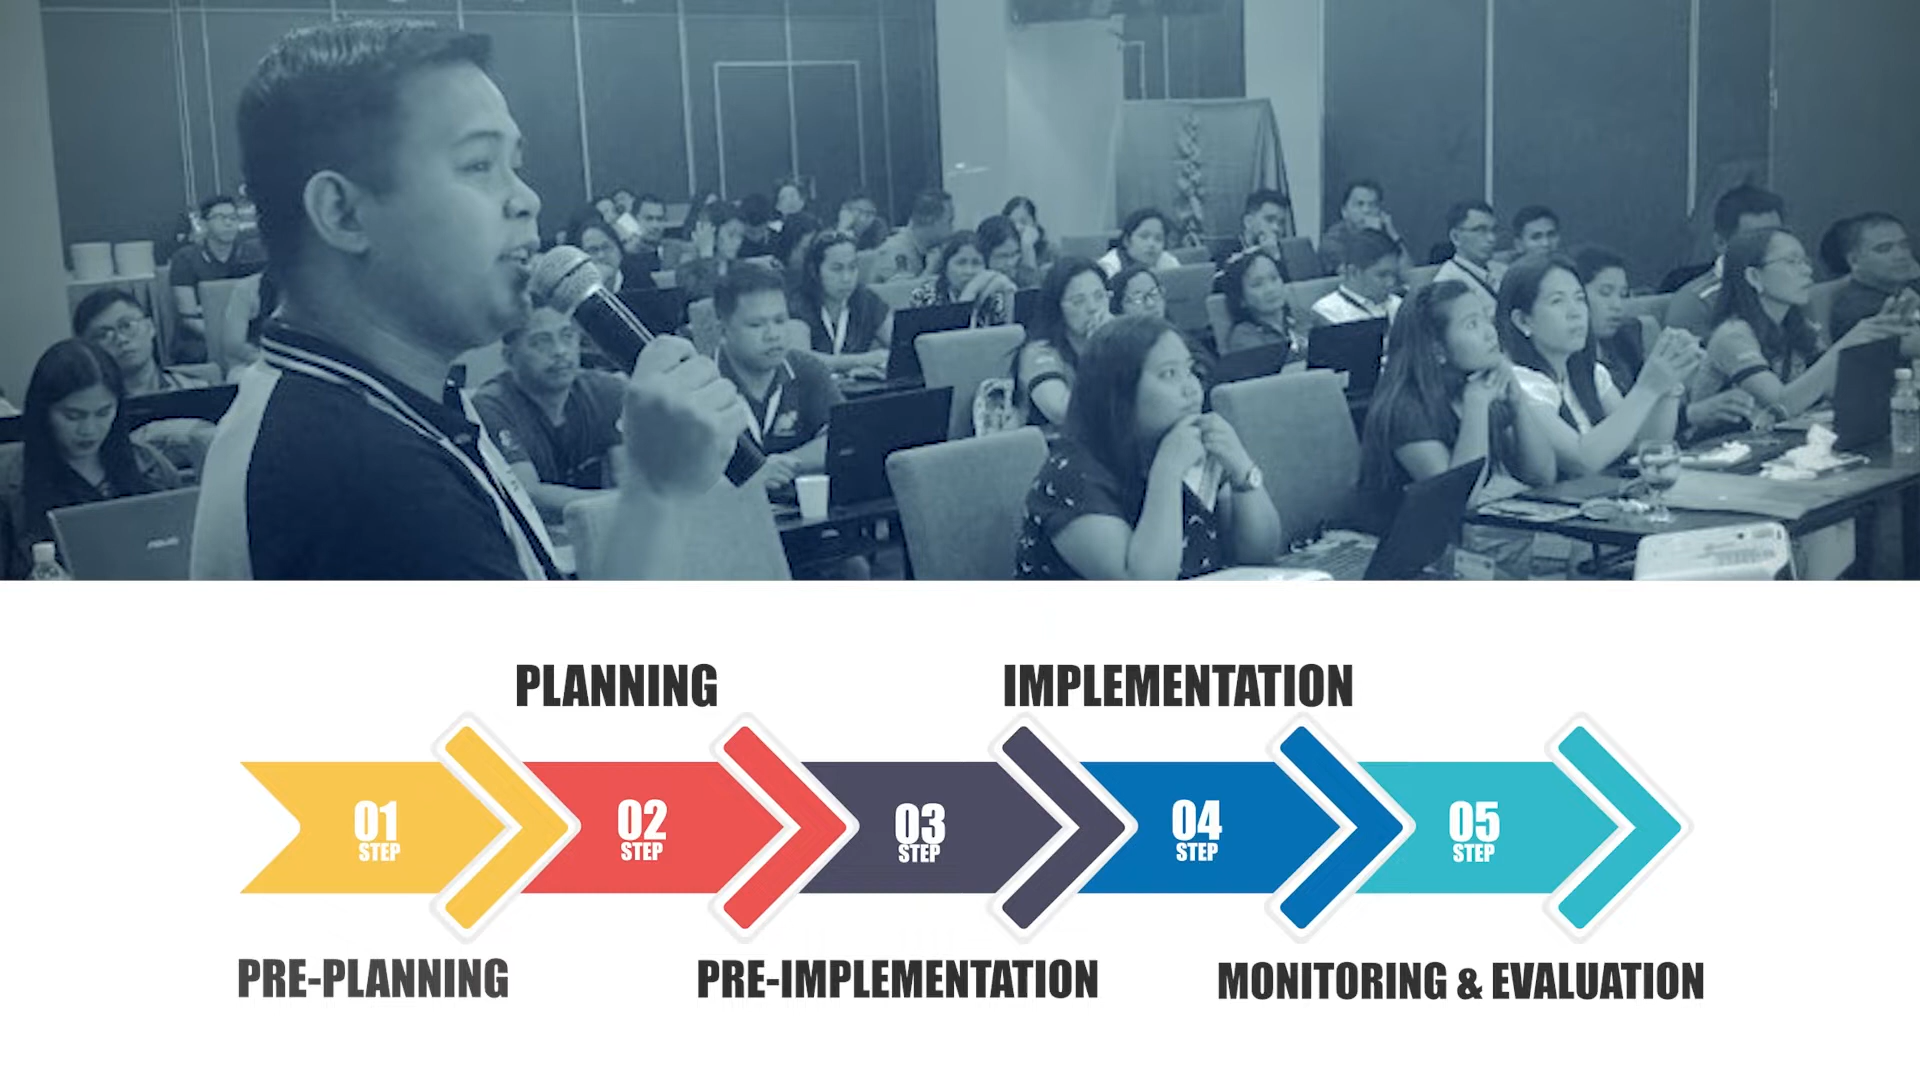 PLANNING
IMPLEMENTATION
01
STEP
02
STEP
03
STEP
04
STEP
05
STEP
PRE-PLANNING
PRE-IMPLEMENTATION
MONITORING & EVALUATION